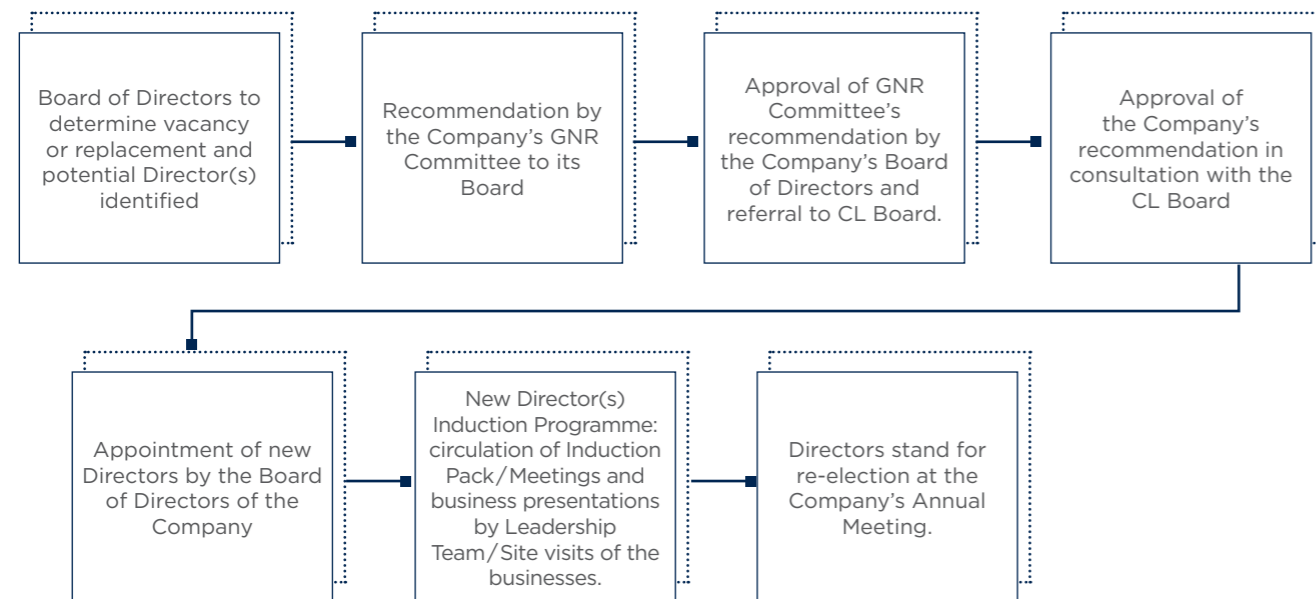 Board of Directors to
determine vacancy
or replacement and
potential Director(s)
identified
Recommendation by
the Company's GNR
Committee to its
Board
Approval of GNR
Committee's
recommendation by
the Company's Board
of Directors and
referral to CL Board.
Approval of
the Company's
recommendation in
consultation with the
CL Board
Appointment of new
Directors by the Board
of Directors of the
Company
New Director(s)
Induction Programme:
circulation of Induction
Pack/Meetings and
business presentations
by Leadership
Team/Site visits of the
businesses.
Directors stand for
re-election at the
Company's Annual
Meeting.